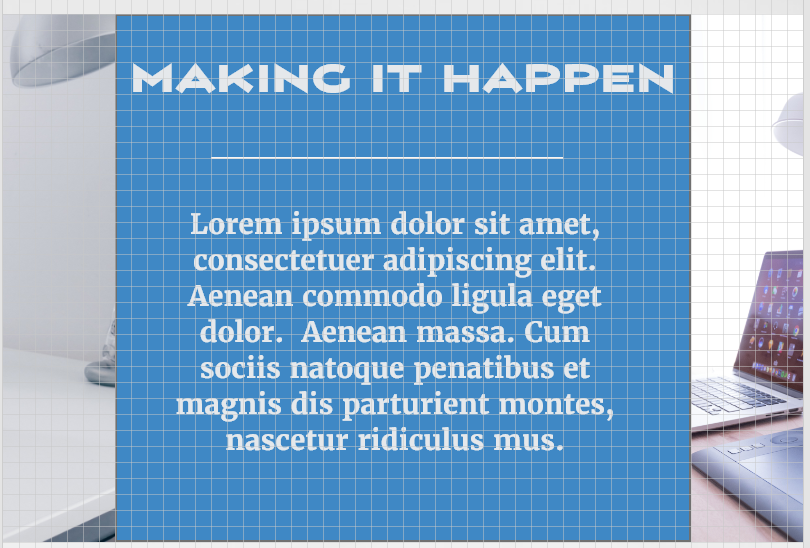 MAKING IT HAPPEN
Lorem ipsum dolor sit amet,
consectetuer adipiscing elit.
Aenean commodo ligula eget
dolor.  Aenean massa. Cum
sociis natoque penatibus et
magnis dis parturient montes,
nascetur ridiculus mus.